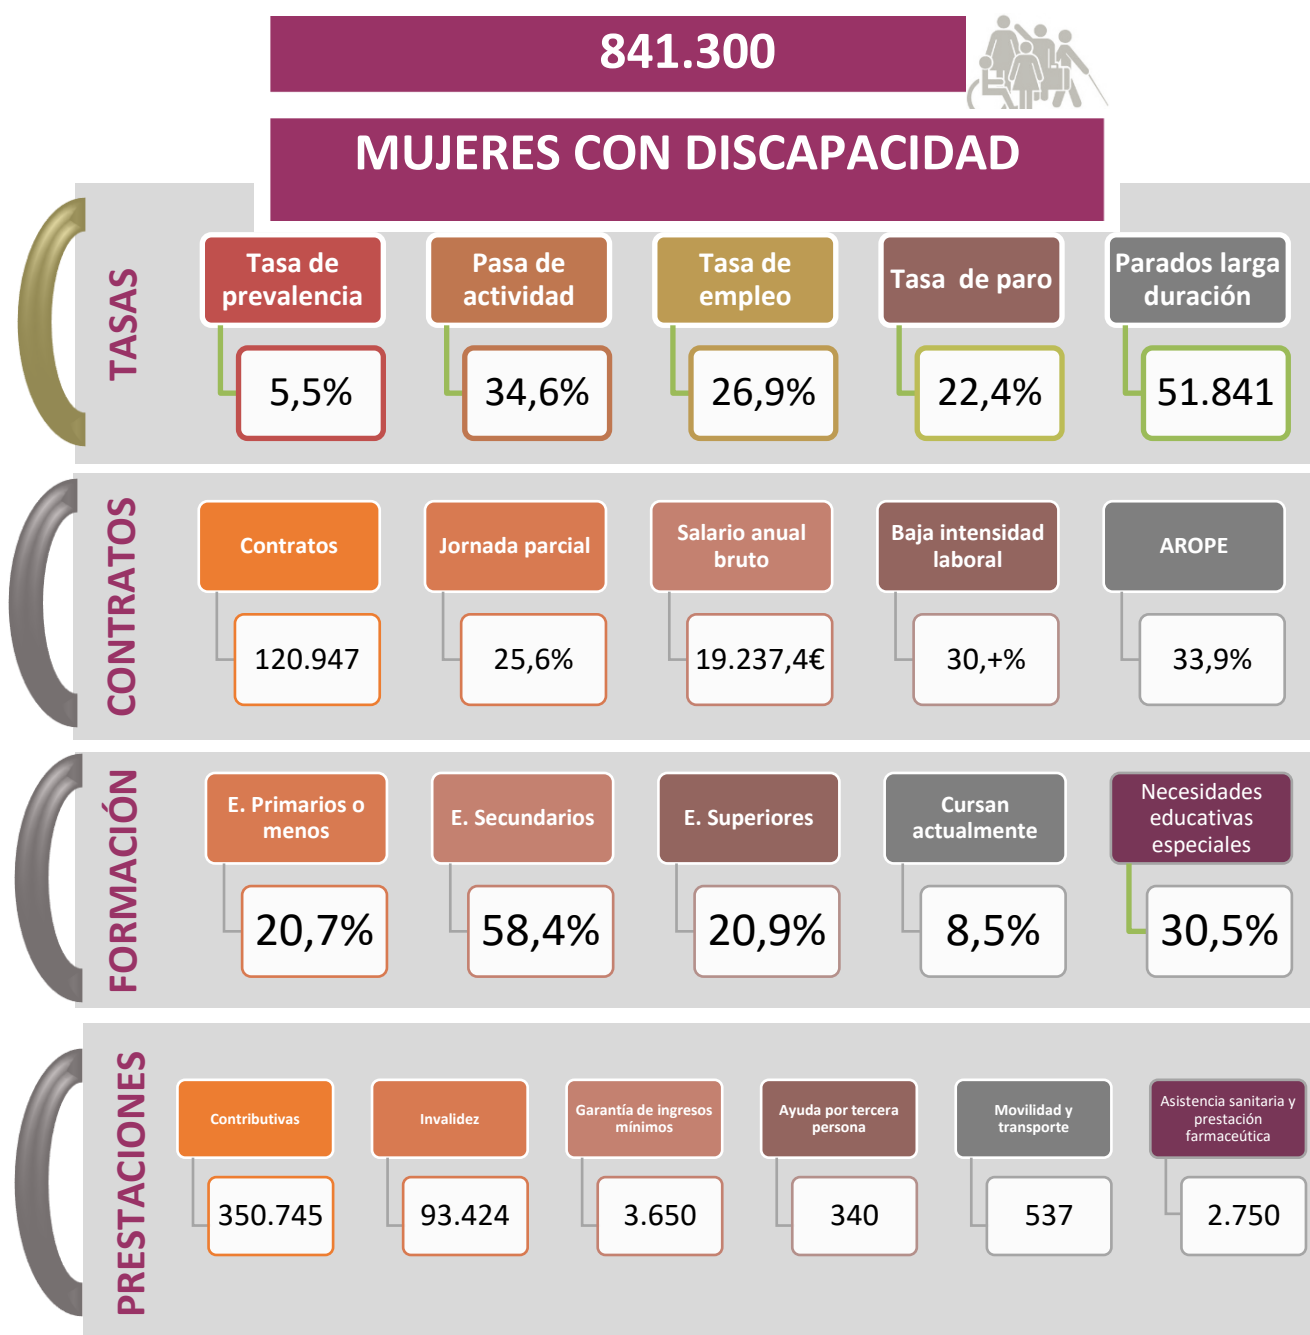 841.300
MUJERES CON DISCAPACIDAD
TASAS
Tasa de
prevalencia
5,5%
Pasa de
actividad
34,6%
Tasa de
empleo
26,9%
Tasa de paro
22,4%
Parados larga
duración
51.841
CONTRATOS
Contratos
120.947
Jornada parcial
25,6%
Salario anual
bruto
19.237,4€
Baja intensidad
laboral
30,+%
AROPE
33,9%
FORMACIÓN
E. Primarios o
menos
20,7%
E. Secundarios
58,4%
E. Superiores
20,9%
Cursan
actualmente
8,5%
Necesidades
educativas
especiales
30,5%
PRESTACIONES
Contributivas
350.745
Invalidez
93.424
Garantía de ingresos
mínimos
3.650
Ayuda por tercera
persona
340
Movilidad y
transporte
537
Asistencia sanitaria y
prestación
farmaceútica
2.750